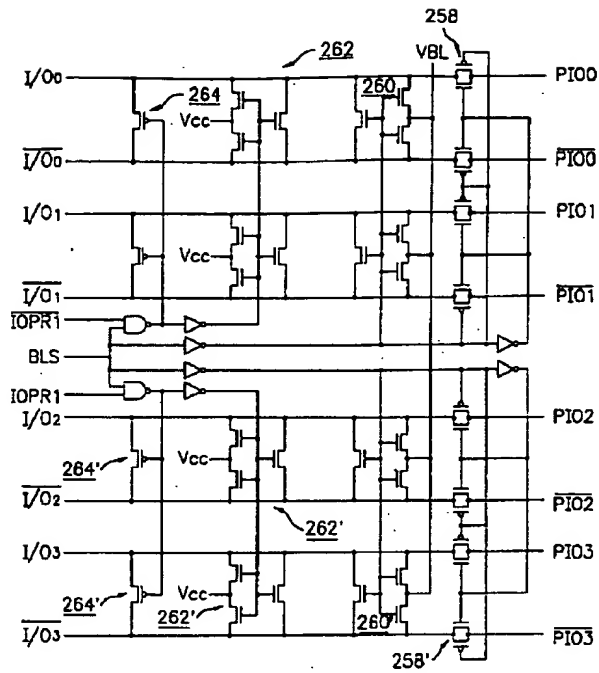 258
262
VBL
I/O0
PIO0
264
260
Vcc
I/O0
PIO0
I/O1
PIO1
Vcc
I/O1
PIO1
IOPR1
BLS
IOPR1
I/O2
PIO2
264'
Vcc
I/O2
PIO2
262'
I/O3
PIO3
264'
Vcc
262'
260'
I/O3
PIO3
258'